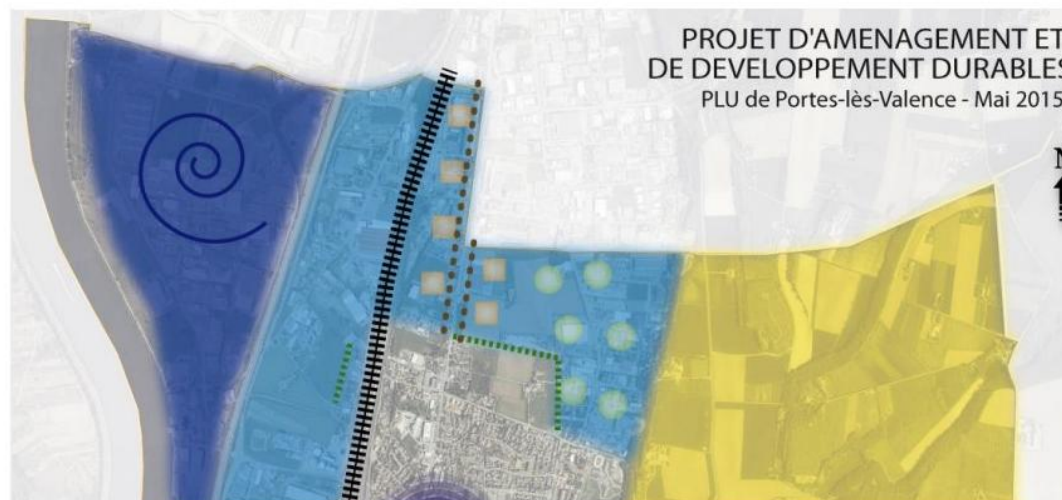 PROJET D'AMENAGEMENT ET
DE DEVELOPPEMENT DURABLES
PLU de Portes-lès-Valence - Mai 2015
N